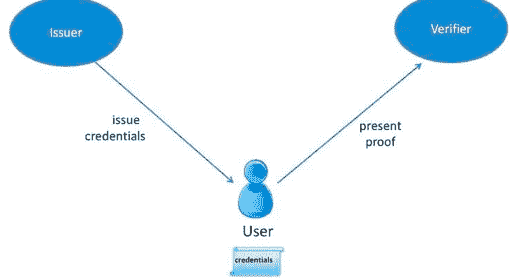 Issuer
Verifier
issue
credentials
present
proof
User
credentials